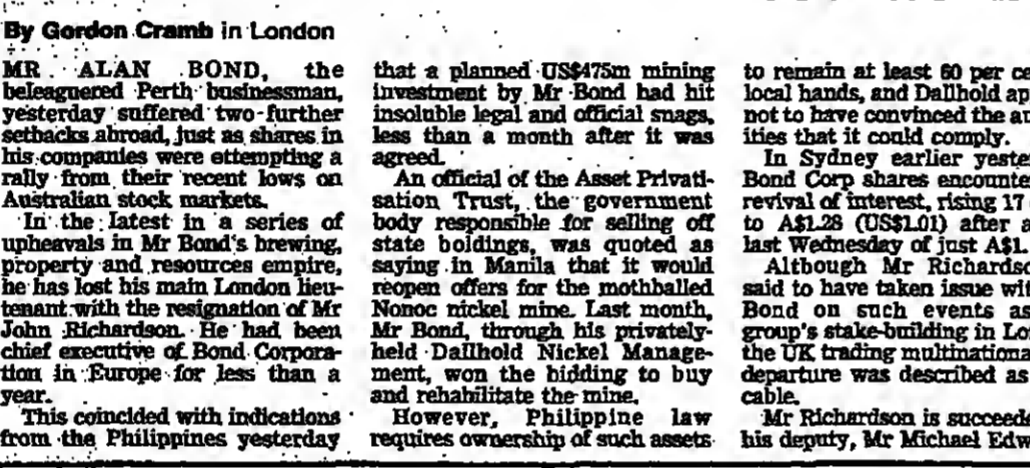 By Gordon Cramb in London
MR ALAN BOND, the
beleaguered Perth businessman,
yesterday suffered two further
setbacks abroad, just as shares in
his companies were attempting a
rally from their recent lows on
Australian stock markets.
In the latest in a series of
upheavals in Mr Bond's brewing,
property and resources empire,
he has lost his main London lieu-
tenant with the resignation of Mr
John Richardson. He had been
chief executive of Bond Corpora-
tion in Europe for less than a
year.
This coincided with indications
from the Philippines yesterday
that a planned US$475m mining
investment by Mr Bond had hit
insoluble legal and official snags,
less than a month after it was
agreed.
An official of the Asset Privati-
sation Trust, the government
body responsible for selling off
state holdings, was quoted as
saying in Manila that it would
reopen offers for the mothballed
Nonoc nickel mine. Last month,
Mr Bond, through his privately-
held Dallhold Nickel Manage-
ment, won the bidding to buy
and rehabilitate the mine.
However, Philippine law
requires ownership of such assets
to remain at least 60 per ce
local hands, and Dallhold ap
not to have convinced the au
ities that it could comply.
In Sydney earlier yester
Bond Corp shares encounte
revival of interest, rising 17
to A$1.28 (US$1.01) after a
last Wednesday of just A$1.
Although Mr Richardso
said to have taken issue wit
Bond on such events as
group's stake-building in Lo
the UK trading multinationa
departure was described as
cable.
Mr Richardson is succeede
his deputy, Mr Michael Edw